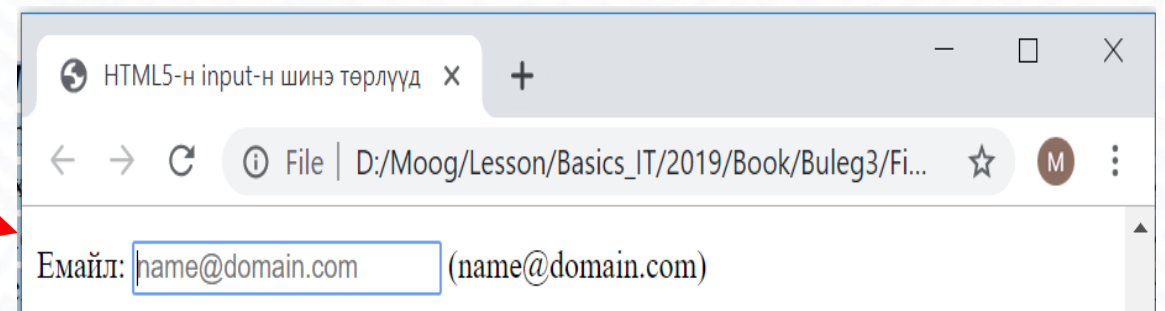 HTML5-н input-н шинэ төрлүүд
File | D:/Moog/Lesson/Basics_IT/2019/Book/Buleg3/Fi...
M
Емайл: name@domain.com (name@domain.com)